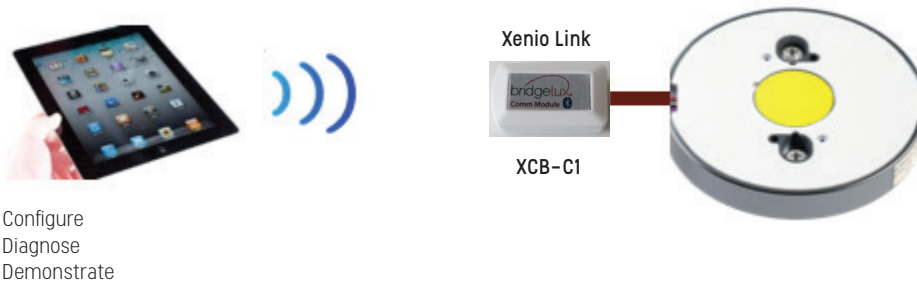 Xenio Link
bridgelux.
Comm Module
XCB-C1
Configure
Diagnose
Demonstrate